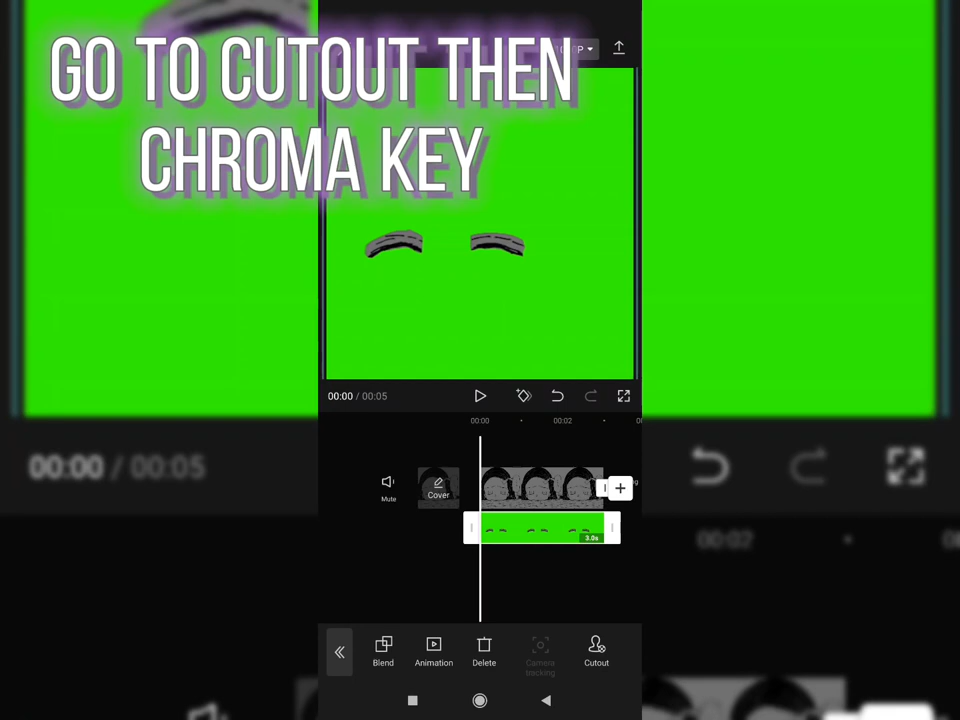 GO TO CUTOUT THEN
CHROMA KEY
00:00 / 00:05
00:00
00:02
Mute
Cover
3.0s
Blend
Animation
Delete
Camera
tracking
Cutout
00:00 / 00:05
00:02